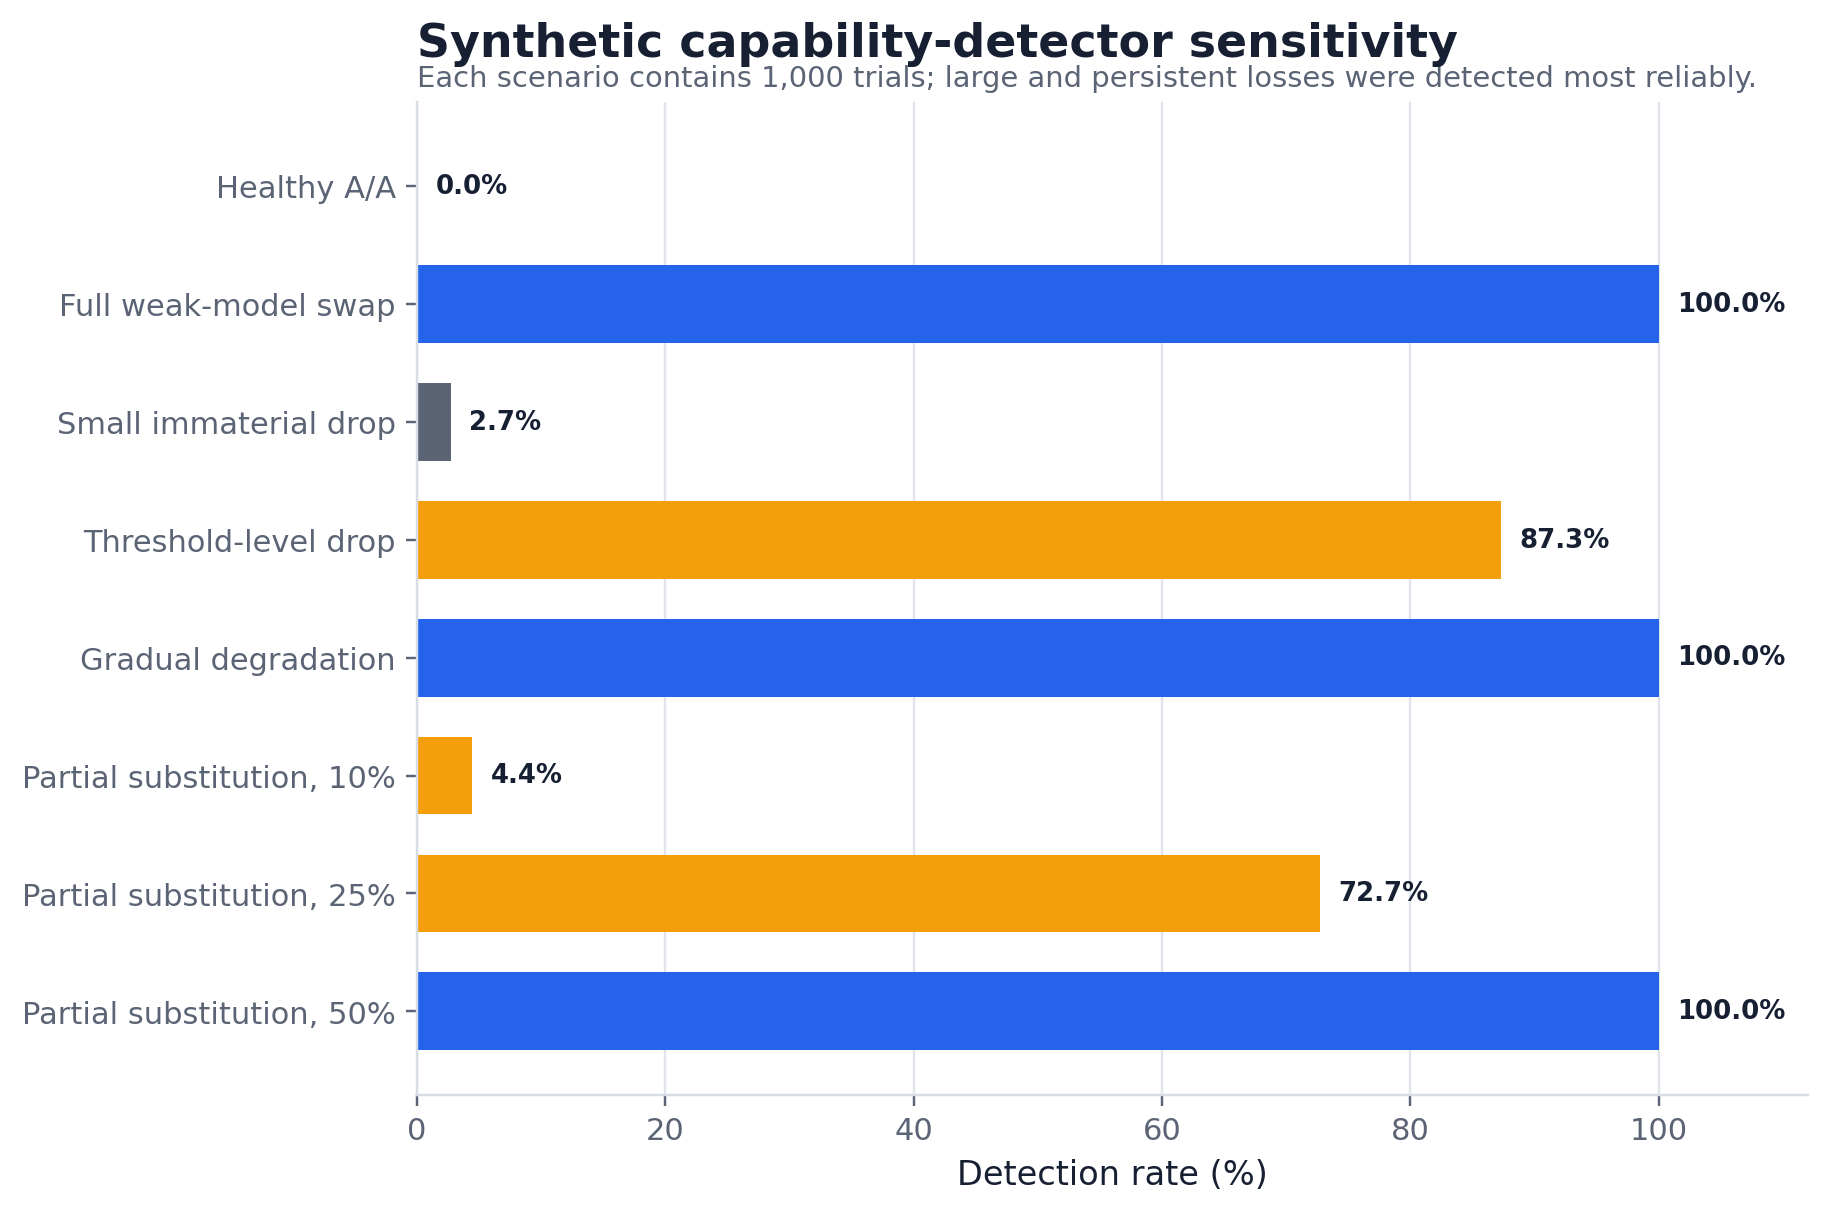 Synthetic capability-detector sensitivity
Each scenario contains 1,000 trials; large and persistent losses were detected most reliably.
Healthy A/A
0.0%
Full weak-model swap
100.0%
Small immaterial drop
2.7%
Threshold-level drop
87.3%
Gradual degradation
100.0%
Partial substitution, 10%
4.4%
Partial substitution, 25%
72.7%
Partial substitution, 50%
100.0%
0 20 40 60 80 100
Detection rate (%)